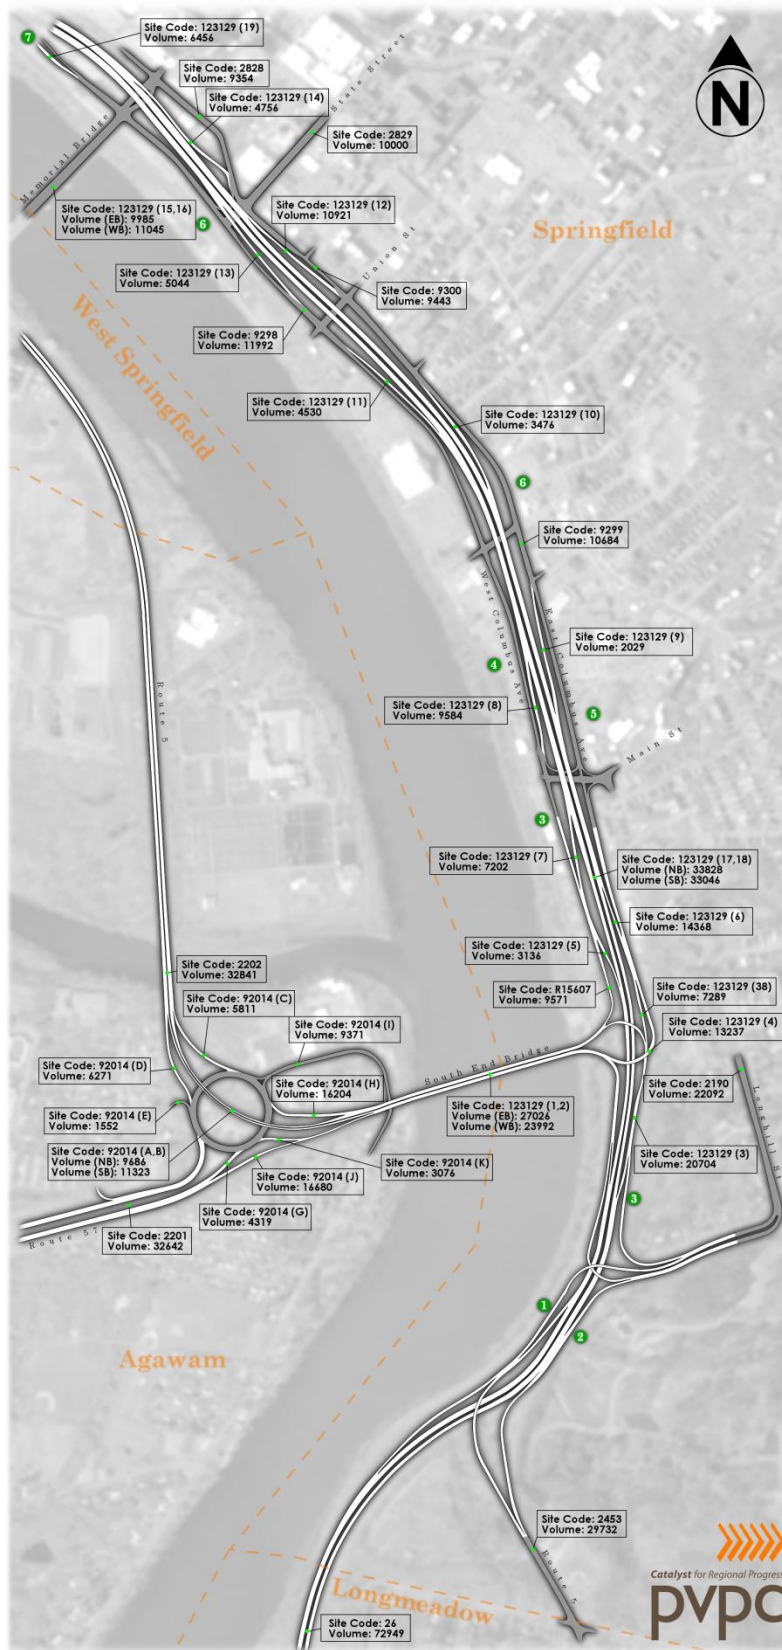 7
Site Code: 123129 (19)
Volume: 6456
Site Code: 2828
Volume: 9354
Site Code: 123129 (14)
Volume: 4756
State Street
N
Site Code: 2829
Volume: 10000
Memorial Bridge
Site Code: 123129 (15,16)
Volume (EB): 9985
Volume (WB): 11045
Site Code: 123129 (12)
Volume: 10921
6
Union St
Springfield
Site Code: 123129 (13)
Volume: 5044
Site Code: 9300
Volume: 9443
West Springfield
Site Code: 9298
Volume: 11992
Site Code: 123129 (11)
Volume: 4530
Site Code: 123129 (10)
Volume: 3476
6
Site Code: 9299
Volume: 10684
West Columbus Ave
East Columbus Ave
Site Code: 123129 (9)
Volume: 2029
4
Route 5
Site Code: 123129 (8)
Volume: 9584
5
Main St
3
Site Code: 123129 (7)
Volume: 7202
Site Code: 123129 (17,18)
Volume (NB): 33828
Volume (SB): 33046
Site Code: 123129 (6)
Volume: 14368
Site Code: 123129 (5)
Volume: 3136
Site Code: 2202
Volume: 32841
Site Code: R15607
Volume: 9571
Site Code: 123129 (38)
Volume: 7289
Site Code: 92014 (C)
Volume: 5811
Site Code: 92014 (I)
Volume: 9371
Site Code: 123129 (4)
Volume: 13237
South End Bridge
Site Code: 92014 (D)
Volume: 6271
Site Code: 92014 (H)
Volume: 16204
Site Code: 2190
Volume: 22092
Longhill St
Site Code: 92014 (E)
Volume: 1552
Site Code: 123129 (1,2)
Volume (EB): 27026
Volume (WB): 23992
Site Code: 92014 (A,B)
Volume (NB): 9686
Volume (SB): 11323
Site Code: 92014 (K)
Volume: 3076
Site Code: 123129 (3)
Volume: 20704
Site Code: 92014 (J)
Volume: 16680
3
Site Code: 92014 (G)
Volume: 4319
Route 57
Site Code: 2201
Volume: 32642
1
2
Agawam
Site Code: 2453
Volume: 29732
Route 5
Longmeadow
Catalyst for Regional Progress
pvpc
Site Code: 26
Volume: 72949